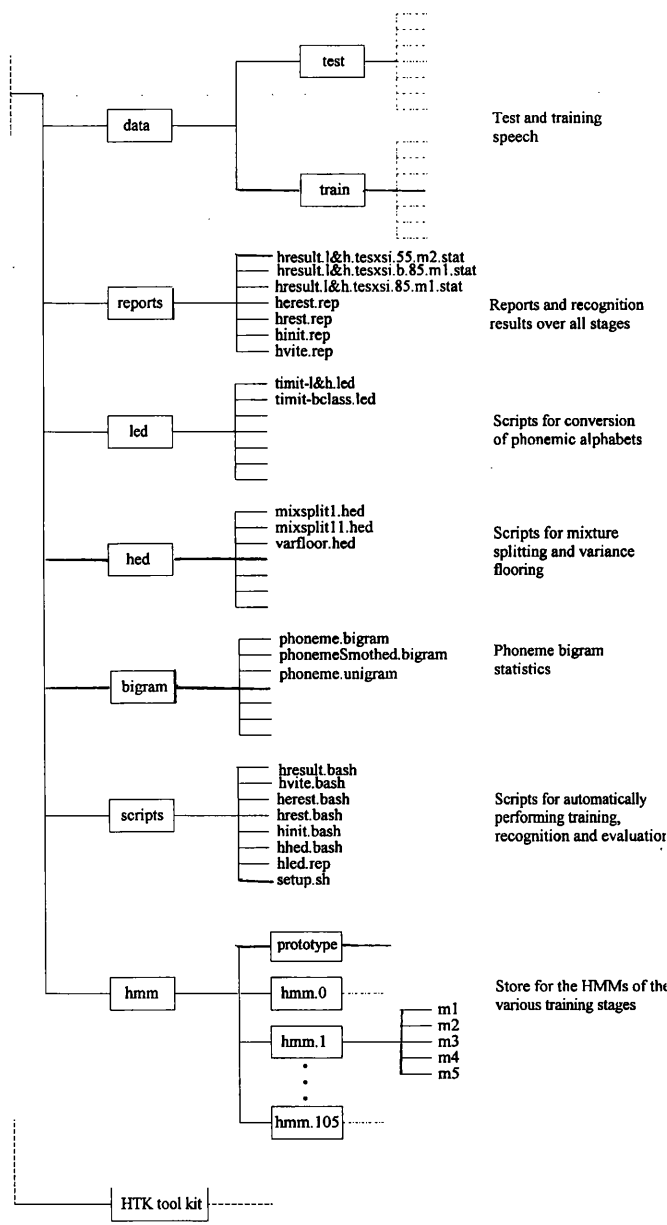 test
data
Test and training
speech
train
reports
hresult.l&h.tesxsi.55.m2.stat
hresult.l&h.tesxsi.b.85.m1.stat
hresult.l&h.tesxsi.85.m1.stat
herest.rep
hrest.rep
hinit.rep
hvite.rep
Reports and recognition
results over all stages
led
timit-l&h.led
timit-bclass.led
Scripts for conversion
of phonemic alphabets
hed
mixsplit1.hed
mixsplit11.hed
varfloor.hed
Scripts for mixture
splitting and variance
flooring
bigram
phoneme.bigram
phonemeSmothed.bigram
phoneme.unigram
Phoneme bigram
statistics
scripts
hresult.bash
hvite.bash
herest.bash
hrest.bash
hinit.bash
hhed.bash
hled.rep
setup.sh
Scripts for automatically
performing training,
recognition and evaluation
hmm
prototype
hmm.0
hmm.1
m1
m2
m3
m4
m5
hmm.105
Store for the HMMs of the
various training stages
HTK tool kit